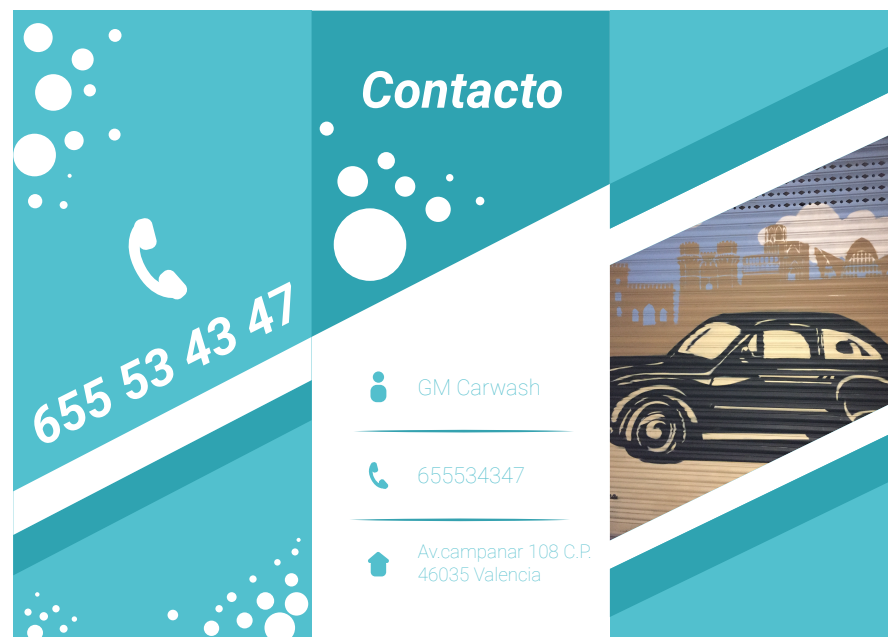 655 53 43 47
Contacto
GM Carwash
655534347
Av.campanar 108 C.P.
46035 Valencia